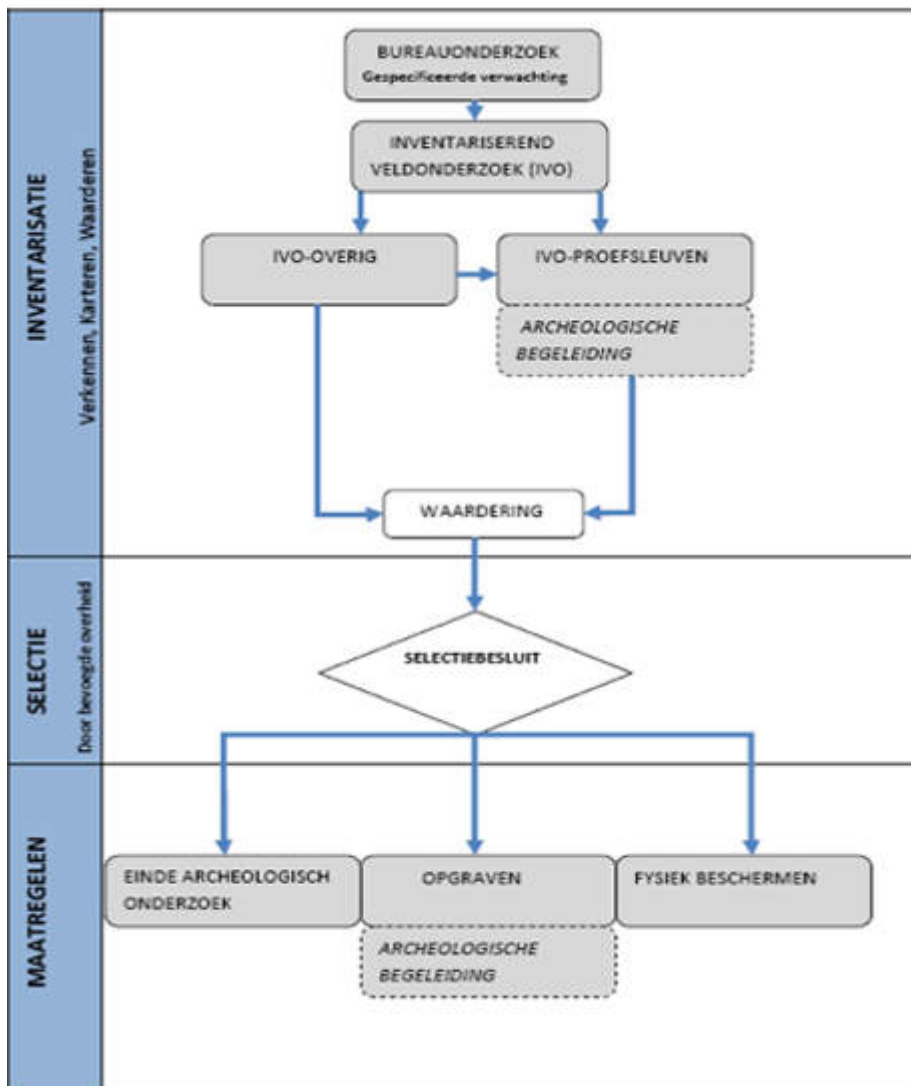 INVENTARISATIE
Verkennen, Karteren, Waarderen
BUREAUONDERZOEK
Gespecificeerde verwachting
INVENTARISEREND
VELDONDERZOEK (IVO)
IVO-OVERIG
IVO-PROEFSLEUVEN
ARCHEOLOGISCHE
BEGELEIDING
WAARDERING
SELECTIE
Door bevoegde overheid
SELECTIEBESLUIT
MAATREGELEN
EINDE ARCHEOLOGISCH
ONDERZOEK
OPGRAVEN
ARCHEOLOGISCHE
BEGELEIDING
FYSIEK BESCHERMEN